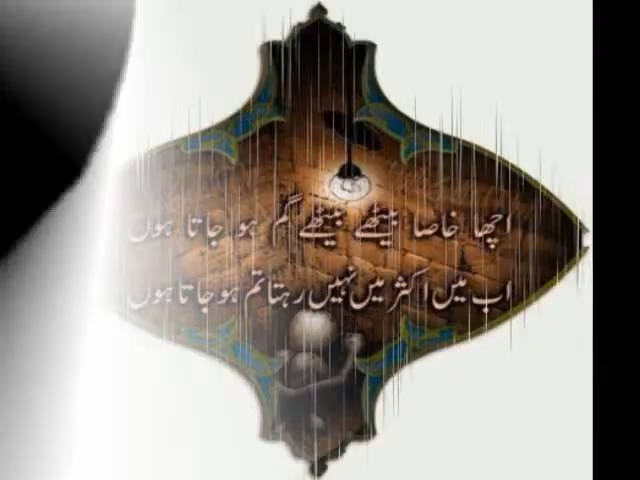 اچھا خاصا بیٹھے بیٹھے گم ہو جاتا ہوں
اب میں اکثر میں نہیں رہتا تم ہو جاتا ہوں